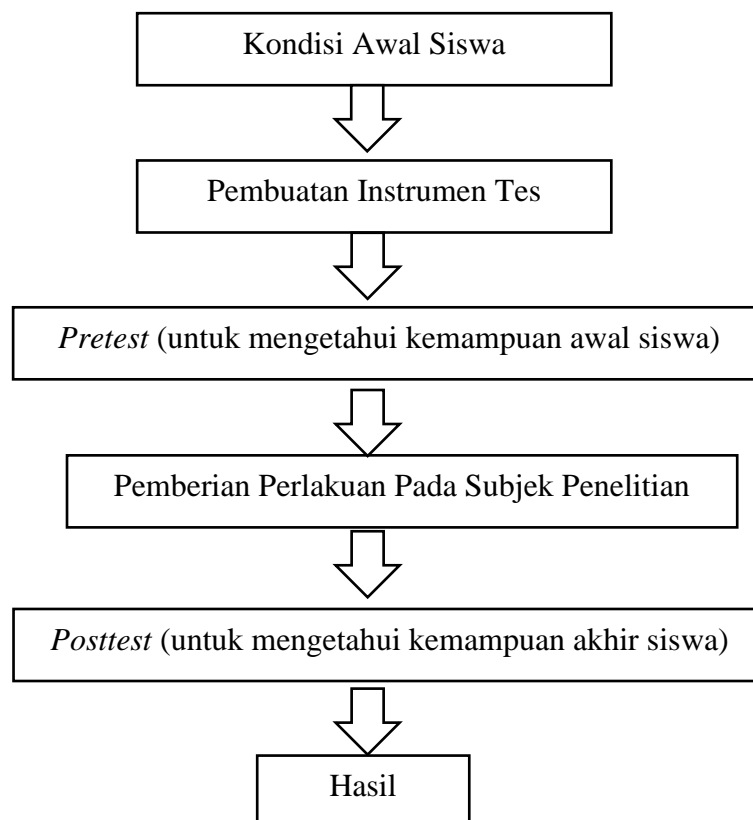 Kondisi Awal Siswa
Pembuatan Instrumen Tes
Pretest (untuk mengetahui kemampuan awal siswa)
Pemberian Perlakuan Pada Subjek Penelitian
Posttest (untuk mengetahui kemampuan akhir siswa)
Hasil